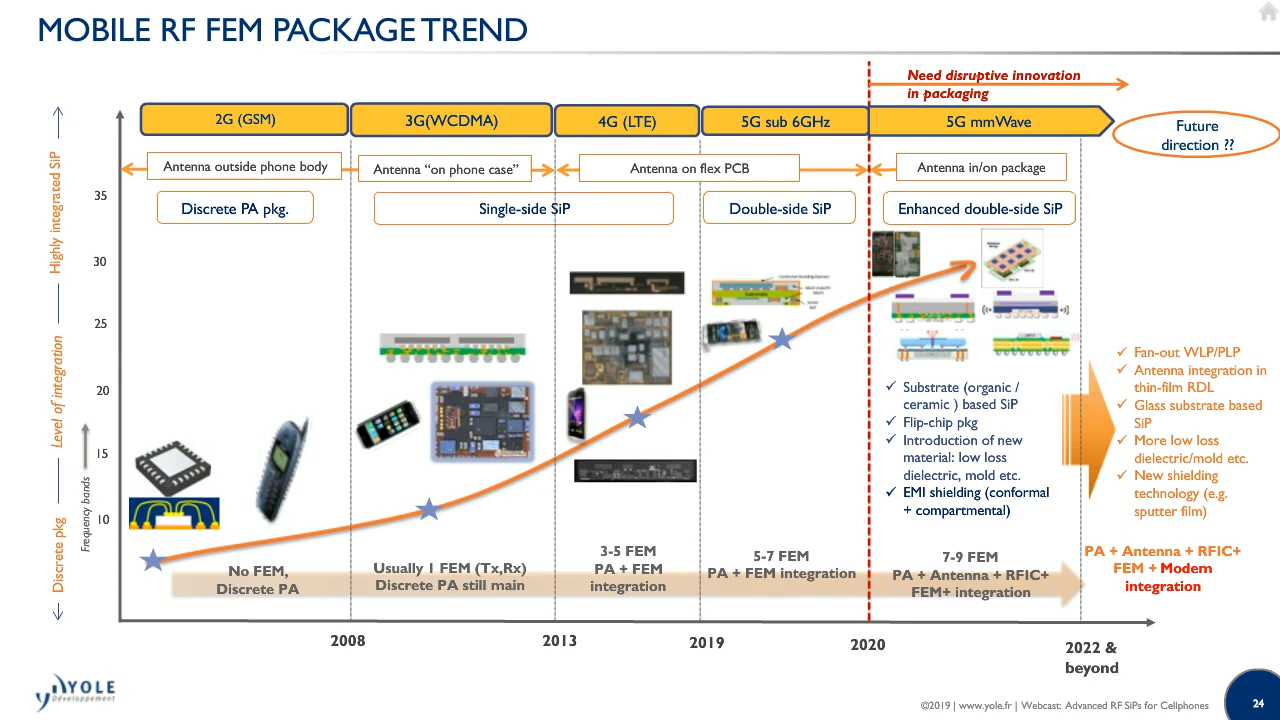 MOBILE RF FEM PACKAGE TREND
Need disruptive innovation
in packaging
2G (GSM)
3G(WCDMA)
4G (LTE)
5G sub 6GHz
5G mmWave
Future
direction ??
Antenna outside phone body
Antenna “on phone case”
Antenna on flex PCB
Antenna in/on package
Discrete PA pkg.
Single-side SiP
Double-side SiP
Enhanced double-side SiP
Highly integrated SiP
Level of integration
Discrete pkg
Frequency bands
35
30
25
20
15
10
Substrate
✓ Substrate (organic /
ceramic ) based SiP
✓ Flip-chip pkg
✓ Introduction of new
material: low loss
dielectric, mold etc.
✓ EMI shielding (conformal
+ compartmental)
✓ Fan-out WLP/PLP
✓ Antenna integration in
thin-film RDL
✓ Glass substrate based
SiP
✓ More low loss
dielectric/mold etc.
✓ New shielding
technology (e.g.
sputter film)
No FEM,
Discrete PA
Usually 1 FEM (Tx,Rx)
Discrete PA still main
3-5 FEM
PA + FEM
integration
5-7 FEM
PA + FEM integration
7-9 FEM
PA + Antenna + RFIC+
FEM+ integration
PA + Antenna + RFIC+
FEM + Modem
integration
2008
2013
2019
2020
2022 &
beyond
YOLE
Développement
©2019 | www.yole.fr | Webcast: Advanced RF SiPs for Cellphones
24